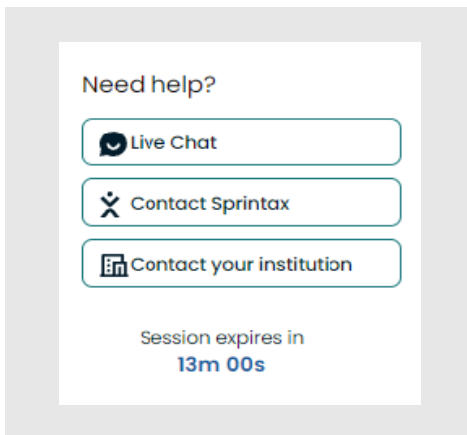 Need help?
Live Chat
Contact Sprintax
Contact your institution
Session expires in
13m 00s